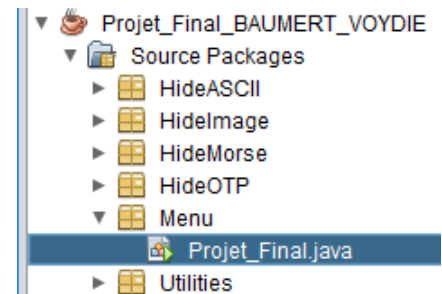 Projet_Final_BAUMERT_VOYDIE
Source Packages
HideASCII
HideImage
HideMorse
HideOTP
Menu
Projet_Final.java
Utilities